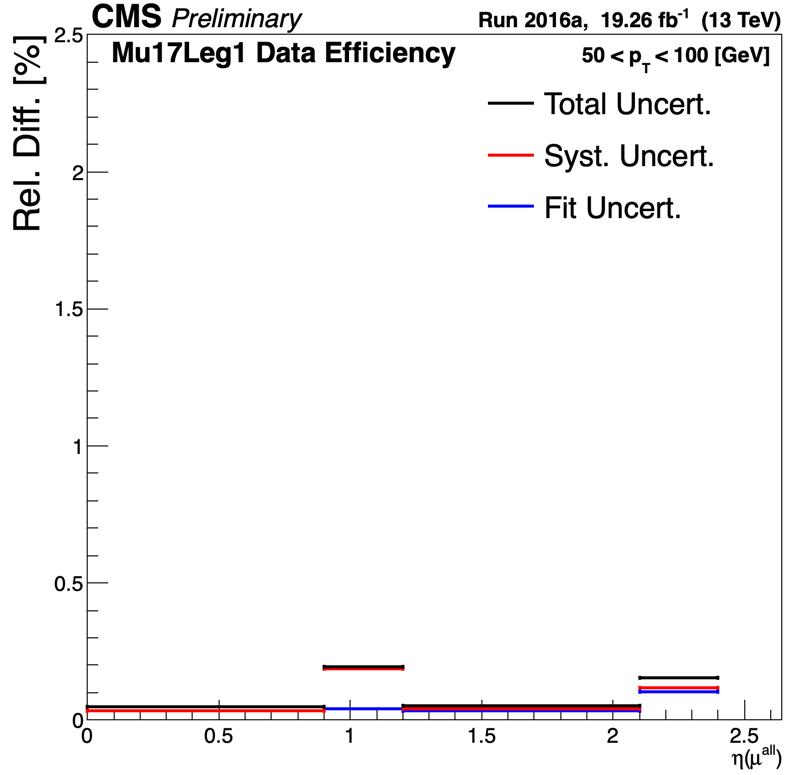 CMS Preliminary Run 2016a, 19.26 fb⁻¹ (13 TeV)
Mu17Leg1 Data Efficiency 50 < p_T < 100 [GeV]
Total Uncert.
Syst. Uncert.
Fit Uncert.
Rel. Diff. [%]
2.5
2
1.5
1
0.5
0
0 0.5 1 1.5 2 2.5
η(μ^all)